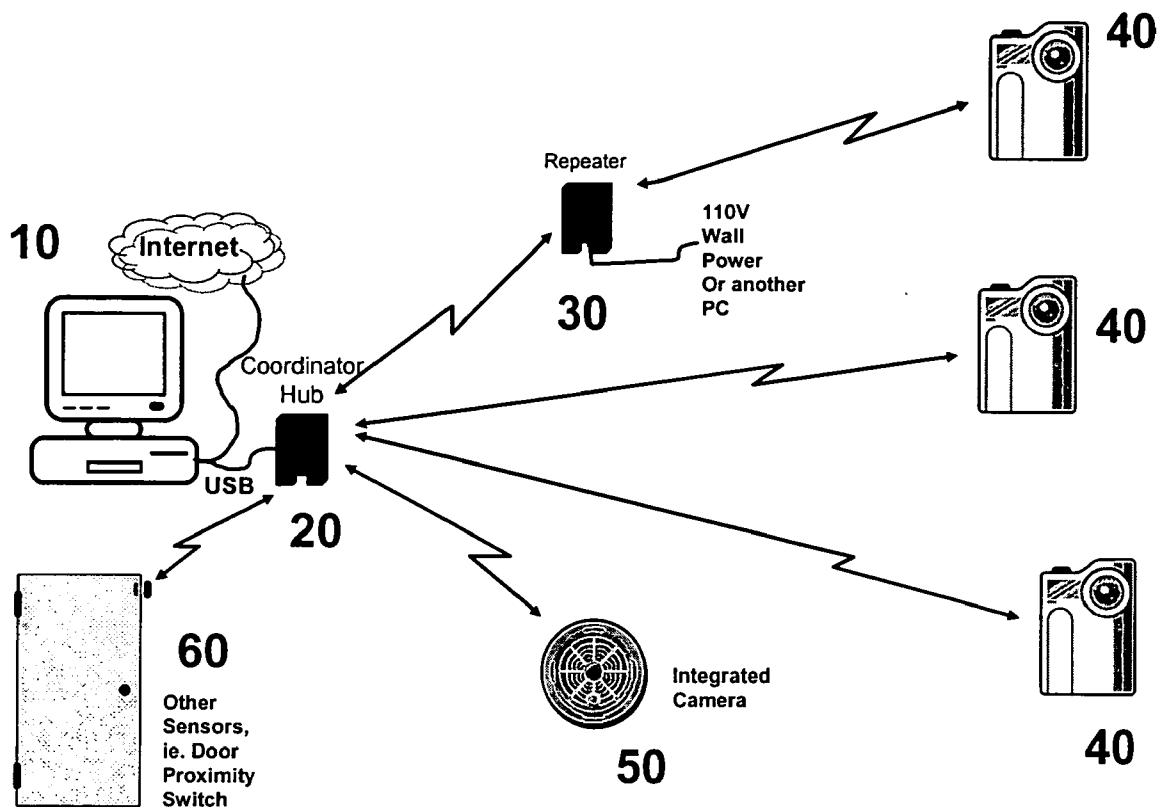 40
Repeater
10
Internet
110V
Wall
Power
Or another
PC
30
40
Coordinator
Hub
USB
20
60
Other
Sensors,
ie. Door
Proximity
Switch
Integrated
Camera
50
40